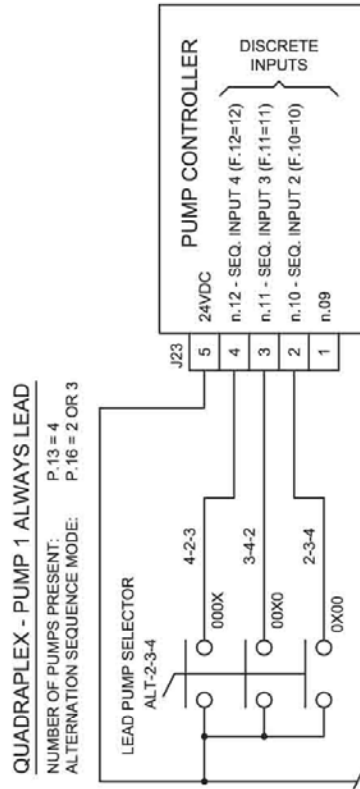 QUADRAPLEX - PUMP 1 ALWAYS LEAD
NUMBER OF PUMPS PRESENT: P.13 = 4
ALTERNATION SEQUENCE MODE: P.16 = 2 OR 3
LEAD PUMP SELECTOR
ALT-2-3-4
000X
4-2-3
00X0
3-4-2
0X00
2-3-4
J23
5
4
3
2
1
PUMP CONTROLLER
24VDC
n.12 - SEQ. INPUT 4 (F.12=12)
n.11 - SEQ. INPUT 3 (F.11=11)
n.10 - SEQ. INPUT 2 (F.10=10)
n.09
DISCRETE
INPUTS